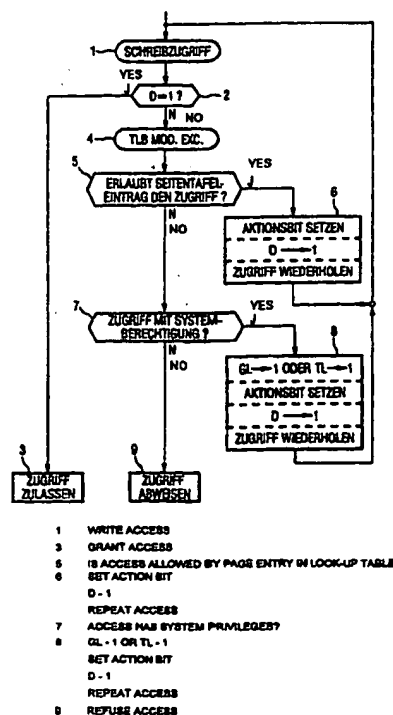 1 SCHREIBZUGRIFF
YES
D=1 ? 2
N NO
4 TLB MOD. EXC.
5 YES
ERLAUBT SEITENTAFEL-
EINTRAG DEN ZUGRIFF ?
N
NO
6
AKTIONSBIT SETZEN
D → 1
ZUGRIFF WIEDERHOLEN
7 YES
ZUGRIFF MIT SYSTEM-
BERECHTIGUNG ?
N
NO
8
GL → 1 ODER TL → 1
AKTIONSBIT SETZEN
D → 1
ZUGRIFF WIEDERHOLEN
3
ZUGRIFF
ZULASSEN
9
ZUGRIFF
ABWEISEN
1 WRITE ACCESS
3 GRANT ACCESS
5 IS ACCESS ALLOWED BY PAGE ENTRY IN LOOK-UP TABLE
6 SET ACTION BIT
D - 1
REPEAT ACCESS
7 ACCESS HAS SYSTEM PRIVILEGES?
8 GL - 1 OR TL - 1
SET ACTION BIT
D - 1
REPEAT ACCESS
9 REFUSE ACCESS